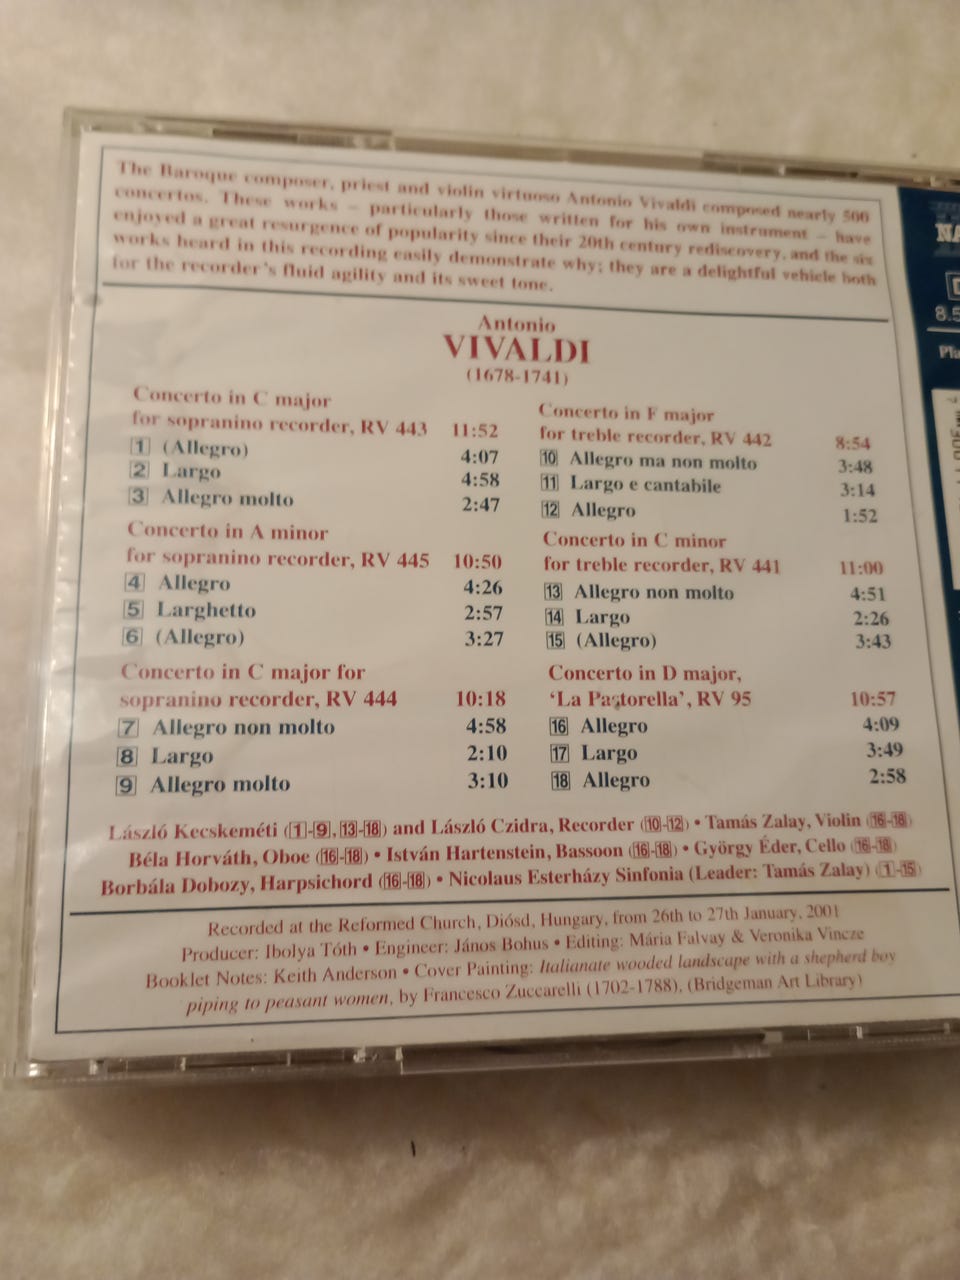 The Baroque composer, priest and violin virtuoso Antonio Vivaldi composed nearly 500
concertos. These works – particularly those written for his own instrument – have
enjoyed a great resurgence of popularity since their 20th century rediscovery, and the six
works heard in this recording easily demonstrate why; they are a delightful vehicle both
for the recorder's fluid agility and its sweet tone.
Antonio
VIVALDI
(1678-1741)
Concerto in C major
for sopranino recorder, RV 443 11:52
1 (Allegro) 4:07
2 Largo 4:58
3 Allegro molto 2:47
Concerto in A minor
for sopranino recorder, RV 445 10:50
4 Allegro 4:26
5 Larghetto 2:57
6 (Allegro) 3:27
Concerto in C major for
sopranino recorder, RV 444 10:18
7 Allegro non molto 4:58
8 Largo 2:10
9 Allegro molto 3:10
Concerto in F major
for treble recorder, RV 442 8:54
10 Allegro ma non molto 3:48
11 Largo e cantabile 3:14
12 Allegro 1:52
Concerto in C minor
for treble recorder, RV 441 11:00
13 Allegro non molto 4:51
14 Largo 2:26
15 (Allegro) 3:43
Concerto in D major,
'La Pastorella', RV 95 10:57
16 Allegro 4:09
17 Largo 3:49
18 Allegro 2:58
László Kecskeméti (1-9, 13-18) and László Czidra, Recorder (10-12) • Tamás Zalay, Violin (16-18)
Béla Horváth, Oboe (16-18) • István Hartenstein, Bassoon (16-18) • György Éder, Cello (16-18)
Borbála Dobozy, Harpsichord (16-18) • Nicolaus Esterházy Sinfonia (Leader: Tamás Zalay) (1-15)
Recorded at the Reformed Church, Diósd, Hungary, from 26th to 27th January, 2001
Producer: Ibolya Tóth • Engineer: János Bohus • Editing: Mária Falvay & Veronika Vincze
Booklet Notes: Keith Anderson • Cover Painting: Italianate wooded landscape with a shepherd boy
piping to peasant women, by Francesco Zuccarelli (1702-1788), (Bridgeman Art Library)
NA
8.5
Pla